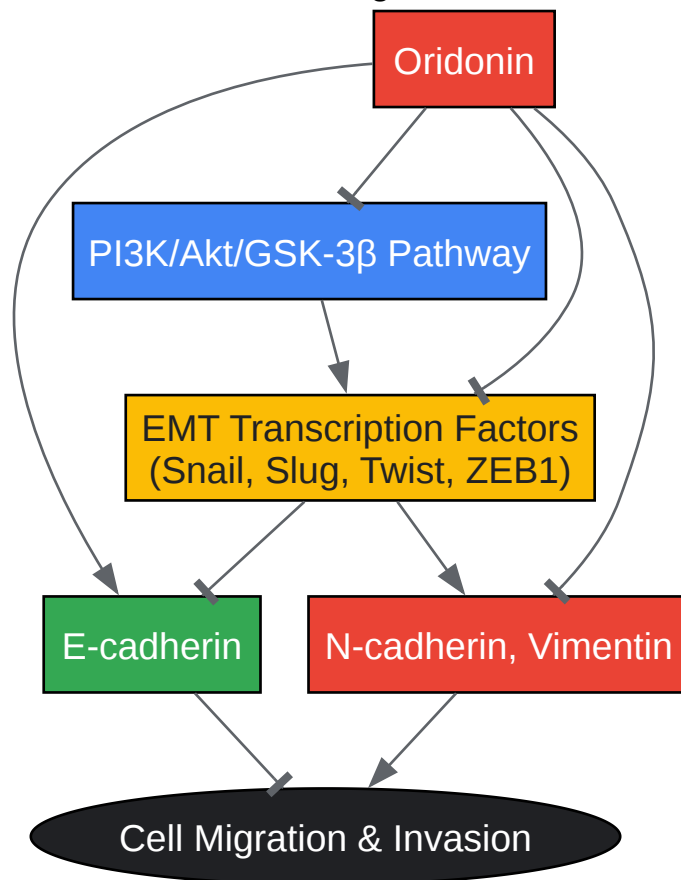 Oridonin
PI3K/Akt/GSK-3β Pathway
EMT Transcription Factors
(Snail, Slug, Twist, ZEB1)
E-cadherin
N-cadherin, Vimentin
Cell Migration & Invasion